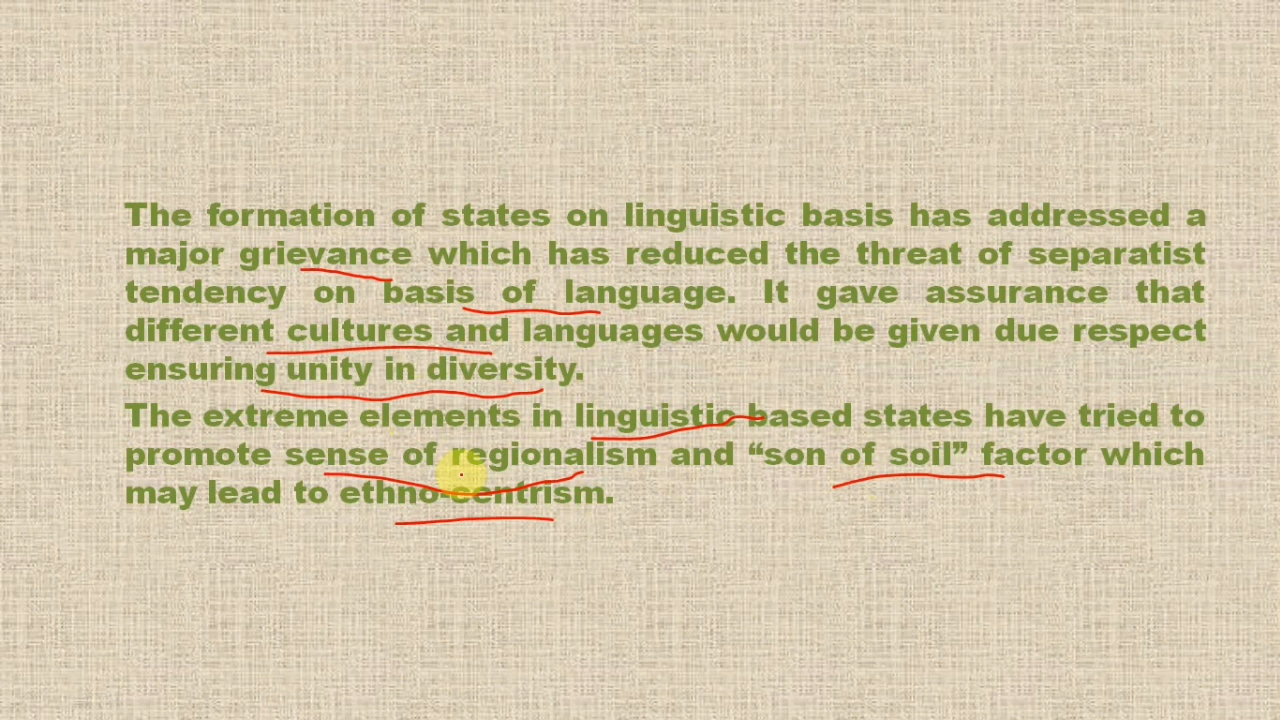 The formation of states on linguistic basis has addressed a
major grievance which has reduced the threat of separatist
tendency on basis of language. It gave assurance that
different cultures and languages would be given due respect
ensuring unity in diversity.
The extreme elements in linguistic based states have tried to
promote sense of regionalism and “son of soil” factor which
may lead to ethno-centrism.